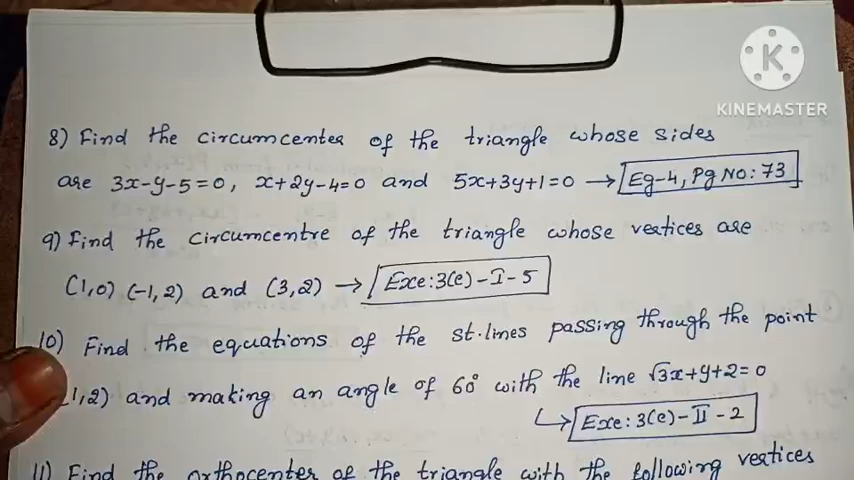 K
KINEMASTER
8) Find the circumcenter of the triangle whose sides
are 3x-y-5=0, x+2y-4=0 and 5x+3y+1=0 → Eg-4, Pg NO: 73
9) Find the circumcentre of the triangle whose vertices are
(1,0) (-1,2) and (3,2) → Exe: 3(e)-I-5
10) Find the equations of the st.lines passing through the point
1,2) and making an angle of 60° with the line √3x+y+2=0
↳ Exe: 3(e)-II-2
11) Find the orthocenter of the triangle with the following vertices